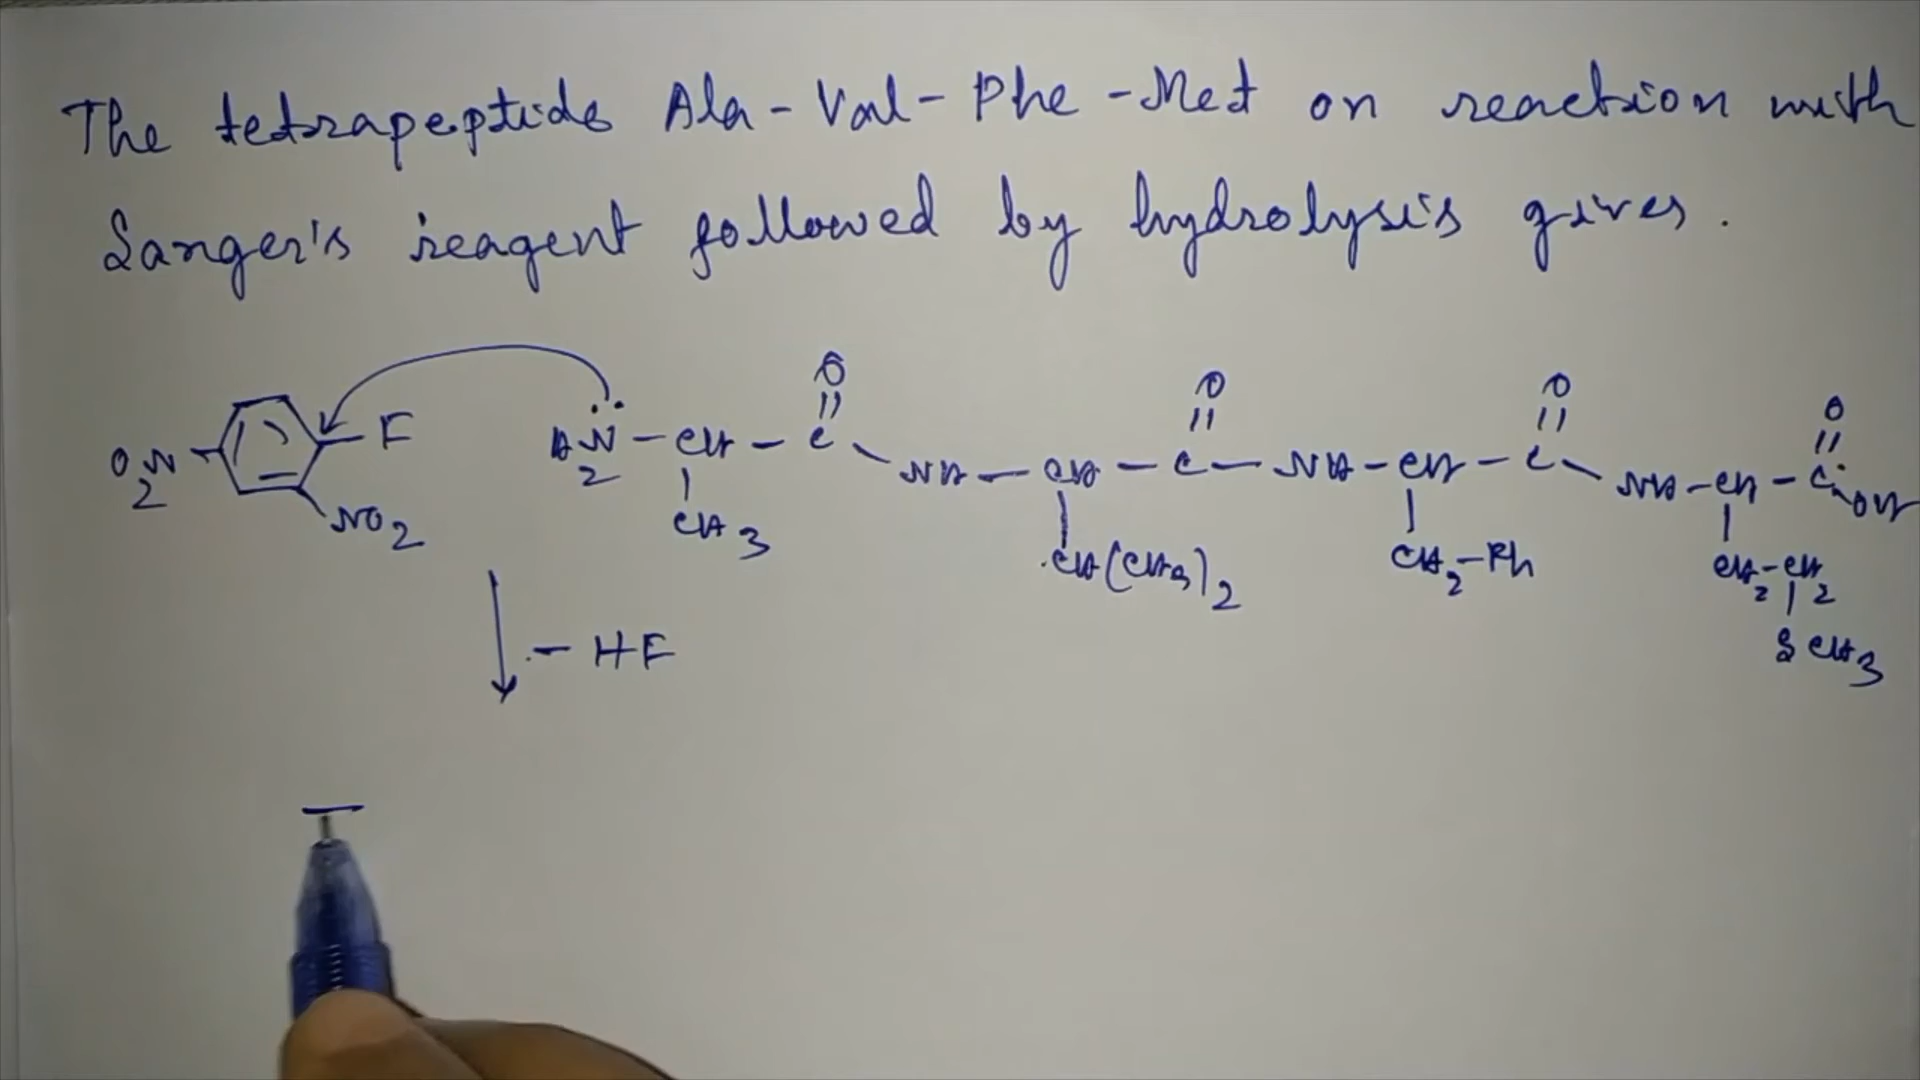 The tetrapeptide Ala - Val - Phe - Met on reaction with
Sanger's reagent followed by hydrolysis gives.
O2N F NO2
H2N - CH - C - NH - CH - C - NH - CH - C - NH - CH - C - OH
O O O O
CH3 CH(CH3)2 CH2-Ph CH2-CH2
SCH3
- HF